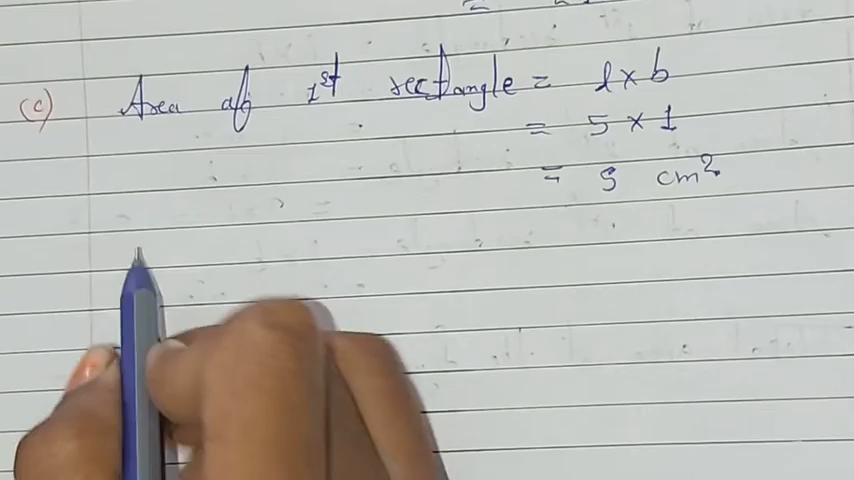 (c) Area of 1st rectangle = l × b
= 5 × 1
= 5 cm²